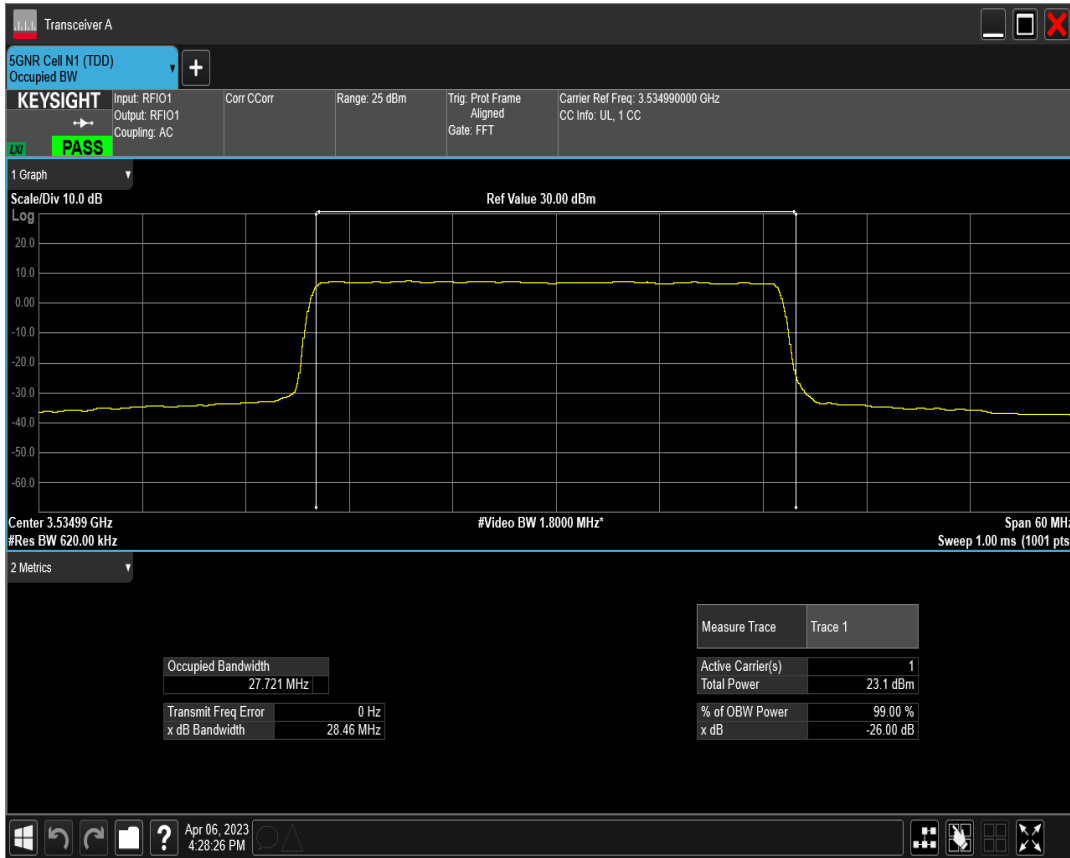 Transceiver A
5GNR Cell N1 (TDD)
Occupied BW
+
KEYSIGHT
LXI
PASS
Input: RFIO1
Output: RFIO1
Coupling: AC
Corr CCorr
Range: 25 dBm
Trig: Prot Frame
Aligned
Gate: FFT
Carrier Ref Freq: 3.534990000 GHz
CC Info: UL, 1 CC
1 Graph
Scale/Div 10.0 dB
Ref Value 30.00 dBm
Log
20.0
10.0
0.00
-10.0
-20.0
-30.0
-40.0
-50.0
-60.0
Center 3.53499 GHz
#Video BW 1.8000 MHz*
Span 60 MHz
#Res BW 620.00 kHz
Sweep 1.00 ms (1001 pts
2 Metrics
Measure Trace Trace 1
Occupied Bandwidth
27.721 MHz
Active Carrier(s) 1
Total Power 23.1 dBm
Transmit Freq Error 0 Hz
x dB Bandwidth 28.46 MHz
% of OBW Power 99.00 %
x dB -26.00 dB
?
Apr 06, 2023
4:28:26 PM